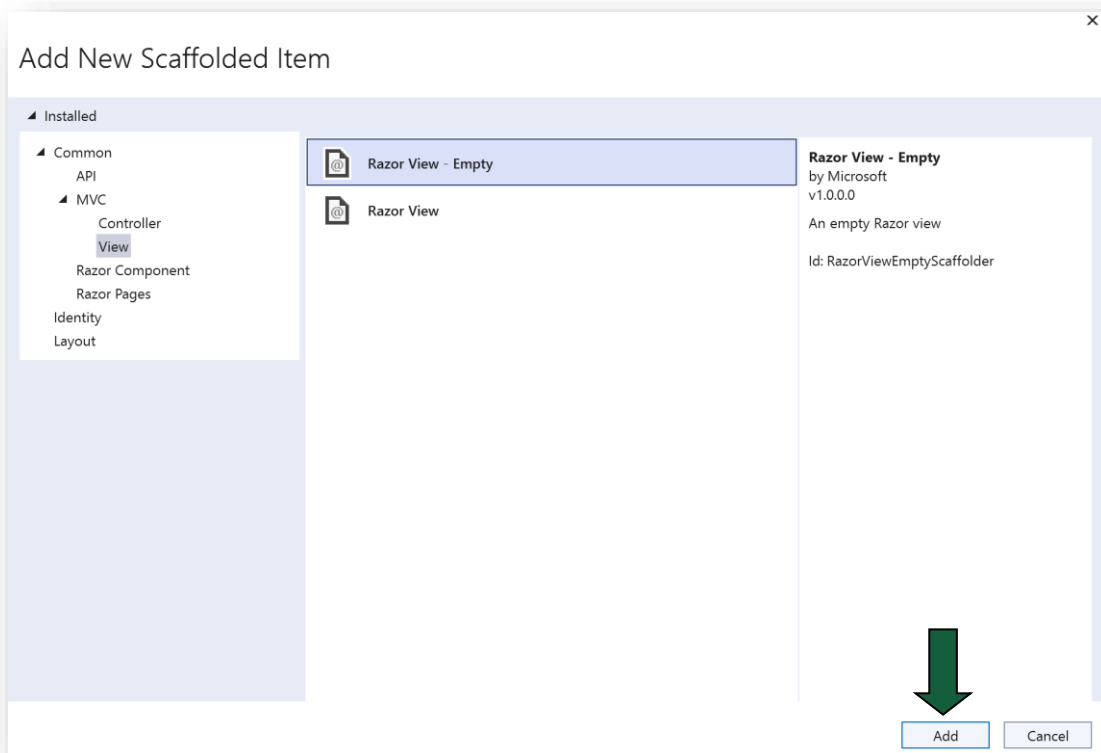 Add New Scaffolded Item
Installed
Common
API
MVC
Controller
View
Razor Component
Razor Pages
Identity
Layout
Razor View - Empty
Razor View
Razor View - Empty
by Microsoft
v1.0.0.0
An empty Razor view
Id: RazorViewEmptyScaffolder
Add
Cancel